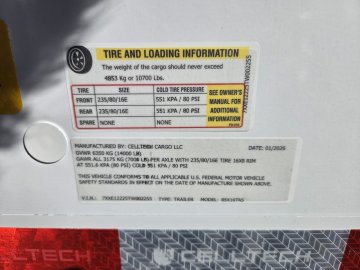 TIRE AND LOADING INFORMATION
The weight of the cargo should never exceed
4853 Kg or 10700 Lbs.
TIRE SIZE COLD TIRE PRESSURE
FRONT 235/80/16E 551 KPA / 80 PSI
REAR 235/80/16E 551 KPA / 80 PSI
SPARE NONE NONE
SEE OWNER'S
MANUAL FOR
ADDITIONAL
INFORMATION
MANUFACTURED BY: CELLTECH CARGO LLC DATE: 01/2025
GVWR 6350 KG (14000 LB)
GAWR ALL 3175 KG (7000 LB) PER AXLE WITH 235/80/16E TIRE 16X8 RIM
AT 551.6 KPA (80 PSI) COLD 551 KPA / 80 PSI
THIS VEHICLE CONFORMS TO ALL APPLICABLE U.S. FEDERAL MOTOR VEHICLE
SAFETY STANDARDS IN EFFECT ON DATE OF MANUFACTURE SHOWN ABOVE.
V.I.N.: TYPE: TRAILER MODEL:
CELLTECH CELLTECH